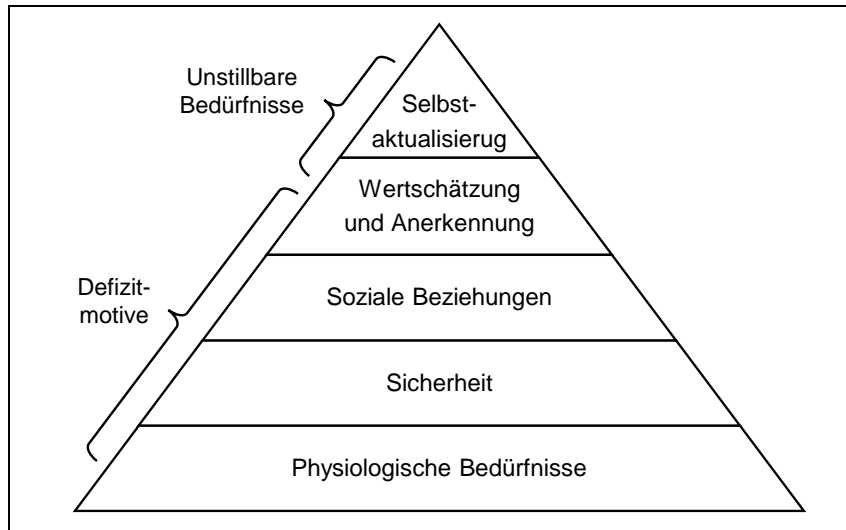 Unstillbare
Bedürfnisse
Selbst-
aktualisierug
Wertschätzung
und Anerkennung
Defizit-
motive
Soziale Beziehungen
Sicherheit
Physiologische Bedürfnisse